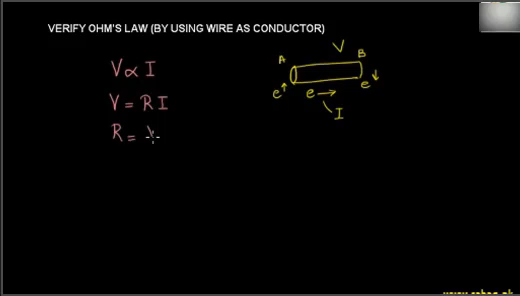 VERIFY OHM'S LAW (BY USING WIRE AS CONDUCTOR)
V ∝ I
V = R I
R =
V
A B
e↑ e → e↓
I